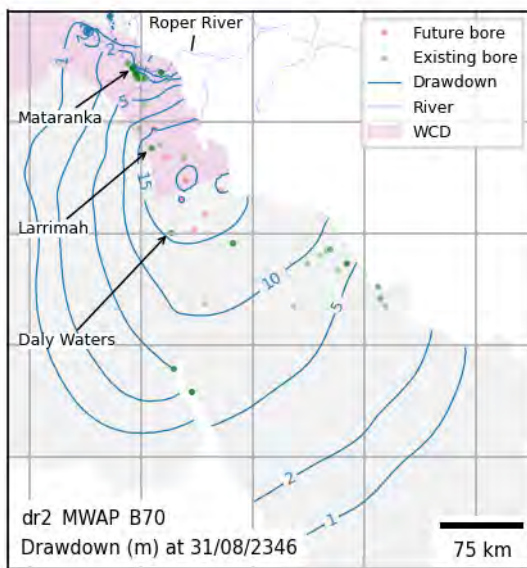 Roper River
Future bore
Existing bore
Drawdown
River
WCD
2
2
1
5
Mataranka
15
Larrimah
10
5
Daly Waters
2
1
dr2 MWAP B70
Drawdown (m) at 31/08/2346
75 km